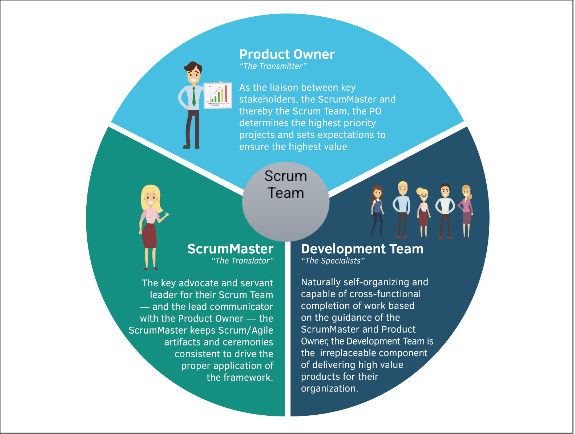 Product Owner
“The Transmitter”
As the liaison between key
stakeholders, the ScrumMaster and
thereby the Scrum Team, the PO
determines the highest priority
projects and sets expectations to
ensure the highest value.
Scrum
Team
ScrumMaster
“The Translator”
The key advocate and servant
leader for their Scrum Team
— and the lead communicator
with the Product Owner — the
ScrumMaster keeps Scrum/Agile
artifacts and ceremonies
consistent to drive the
proper application of
the framework.
Development Team
“The Specialists”
Naturally self-organizing and
capable of cross-functional
completion of work based
on the guidance of the
ScrumMaster and Product
Owner, the Development Team is
the irreplaceable component
of delivering high value
products for their
organization.